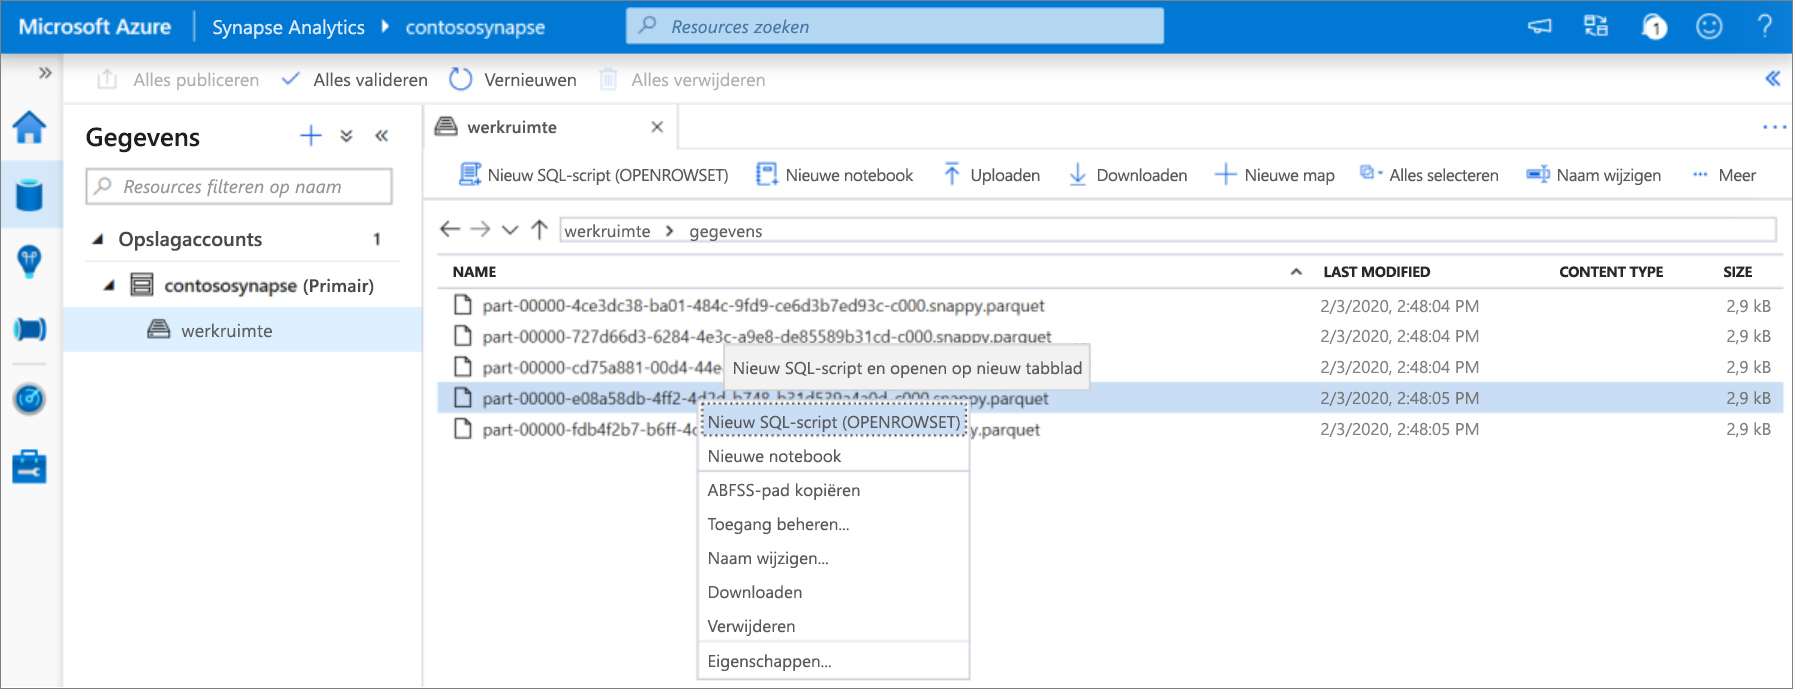 Microsoft Azure Synapse Analytics contososynapse Resources zoeken 1
Alles publiceren Alles valideren Vernieuwen Alles verwijderen
Gegevens
Resources filteren op naam
Opslagaccounts 1
contososynapse (Primair)
werkruimte
werkruimte
Nieuw SQL-script (OPENROWSET) Nieuwe notebook Uploaden Downloaden Nieuwe map Alles selecteren Naam wijzigen Meer
werkruimte gegevens
NAME LAST MODIFIED CONTENT TYPE SIZE
part-00000-4ce3dc38-ba01-484c-9fd9-ce6d3b7ed93c-c000.snappy.parquet 2/3/2020, 2:48:04 PM 2,9 kB
part-00000-727d66d3-6284-4e3c-a9e8-de85589b31cd-c000.snappy.parquet 2/3/2020, 2:48:04 PM 2,9 kB
part-00000-cd75a881-00d4-44e 2/3/2020, 2:48:04 PM 2,9 kB
Nieuw SQL-script en openen op nieuw tabblad
part-00000-e08a58db-4ff2-4d2d-b748-b31d539a4a0d-c000.snappy.parquet 2/3/2020, 2:48:05 PM 2,9 kB
part-00000-fdb4f2b7-b6ff-4c y.parquet 2/3/2020, 2:48:05 PM 2,9 kB
Nieuw SQL-script (OPENROWSET)
Nieuwe notebook
ABFSS-pad kopiëren
Toegang beheren...
Naam wijzigen...
Downloaden
Verwijderen
Eigenschappen...